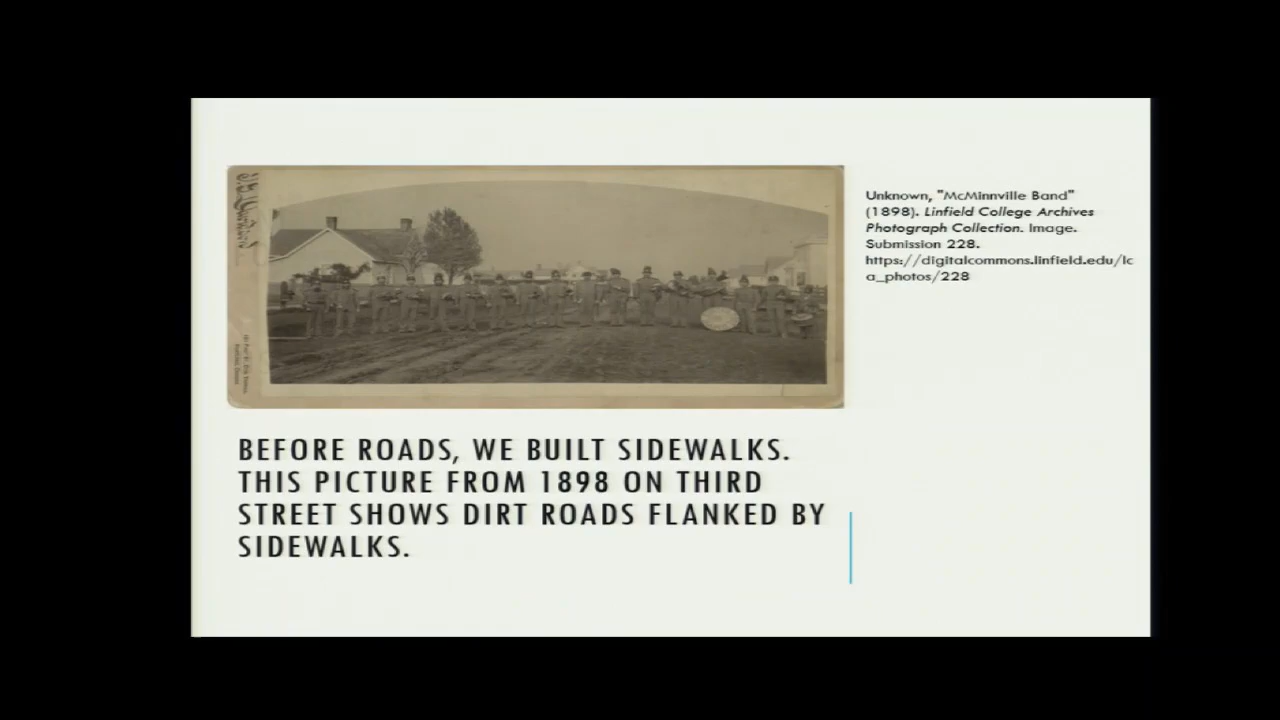 Unknown, "McMinnville Band"
(1898). Linfield College Archives
Photograph Collection. Image.
Submission 228.
https://digitalcommons.linfield.edu/lc
a_photos/228
BEFORE ROADS, WE BUILT SIDEWALKS.
THIS PICTURE FROM 1898 ON THIRD
STREET SHOWS DIRT ROADS FLANKED BY
SIDEWALKS.